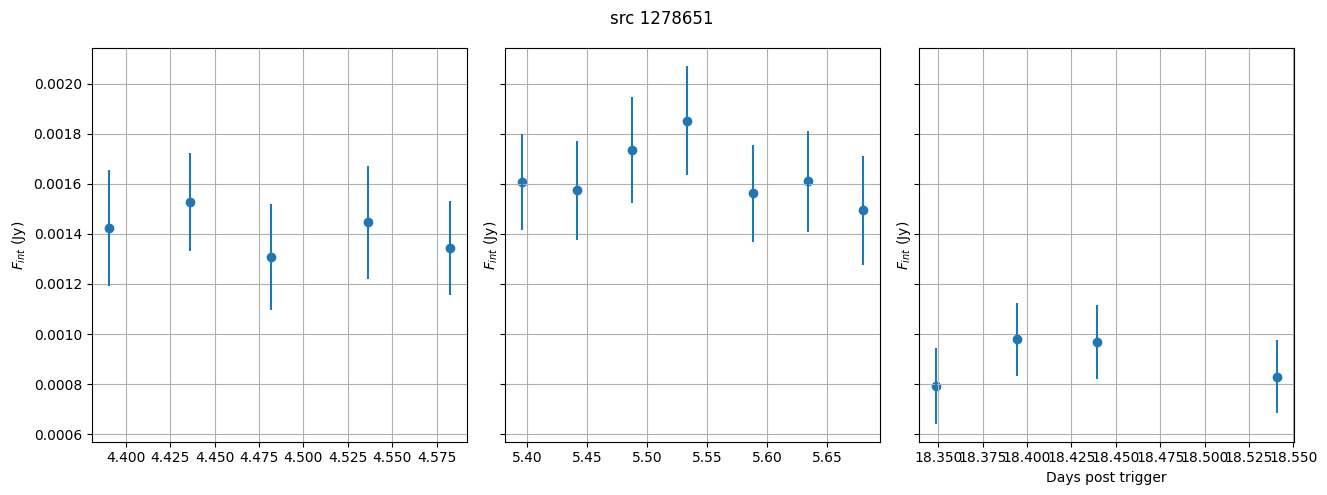 src 1278651
0.0020
0.0018
0.0016
0.0014
0.0012
0.0010
0.0008
0.0006
F_int (Jy)
4.400 4.425 4.450 4.475 4.500 4.525 4.550 4.575
F_int (Jy)
5.40 5.45 5.50 5.55 5.60 5.65
F_int (Jy)
18.350 18.375 18.400 18.425 18.450 18.475 18.500 18.525 18.550
Days post trigger